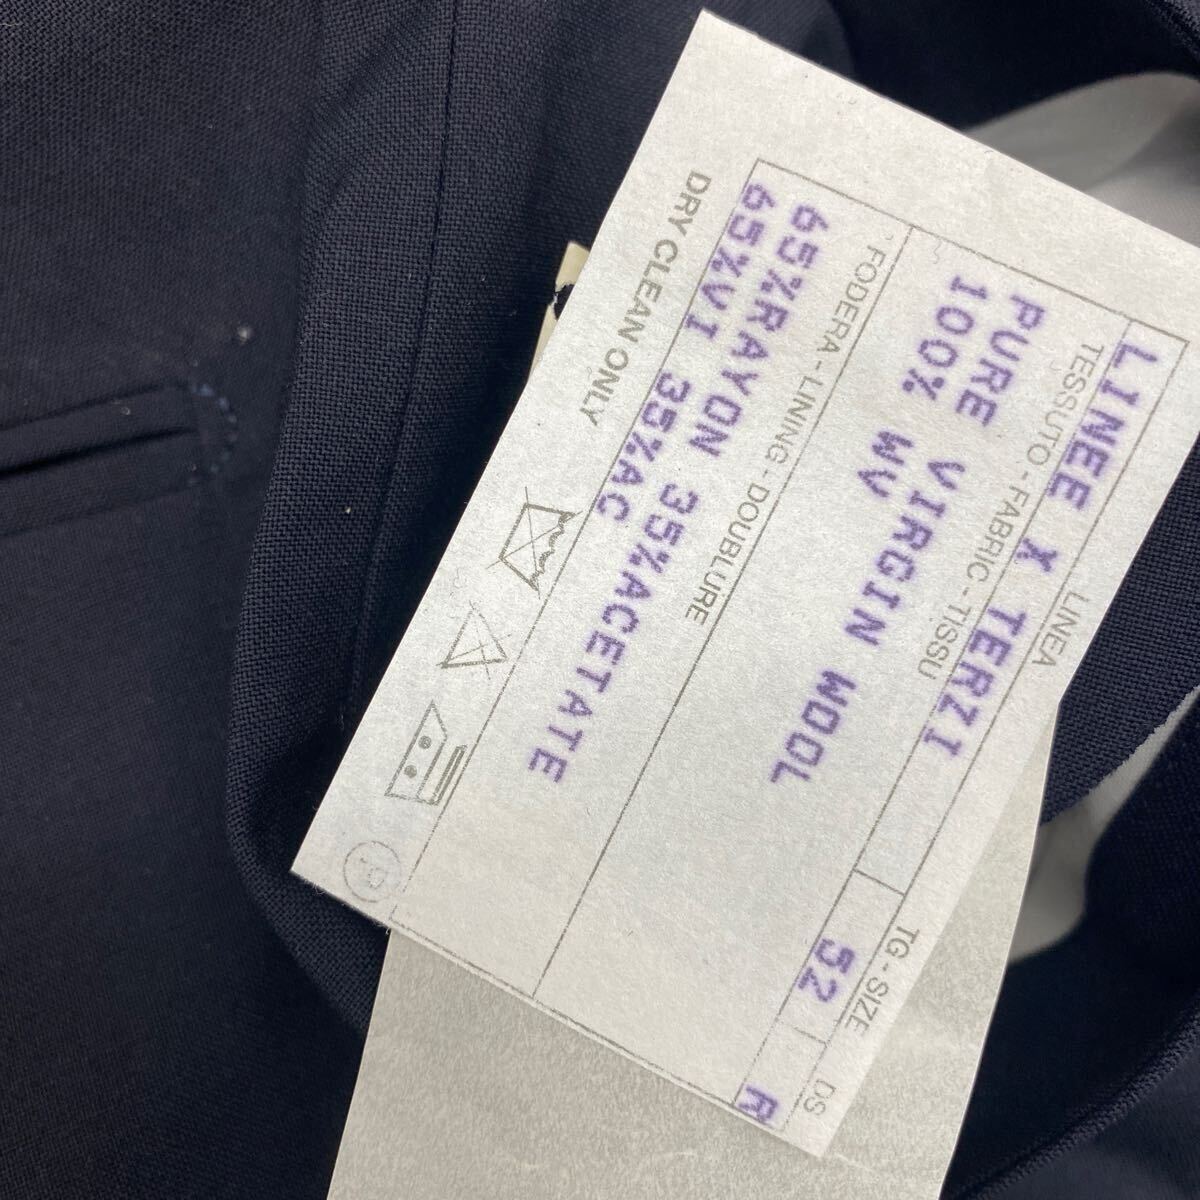 LINEA
TG - SIZE
DS
LINEE X TERZI
52
R
TESSUTO - FABRIC - TISSU
PURE VIRGIN WOOL
100% WV
FODERA - LINING - DOUBLURE
65%RAYON 35%ACETATE
65%VI 35%AC
DRY CLEAN ONLY
P